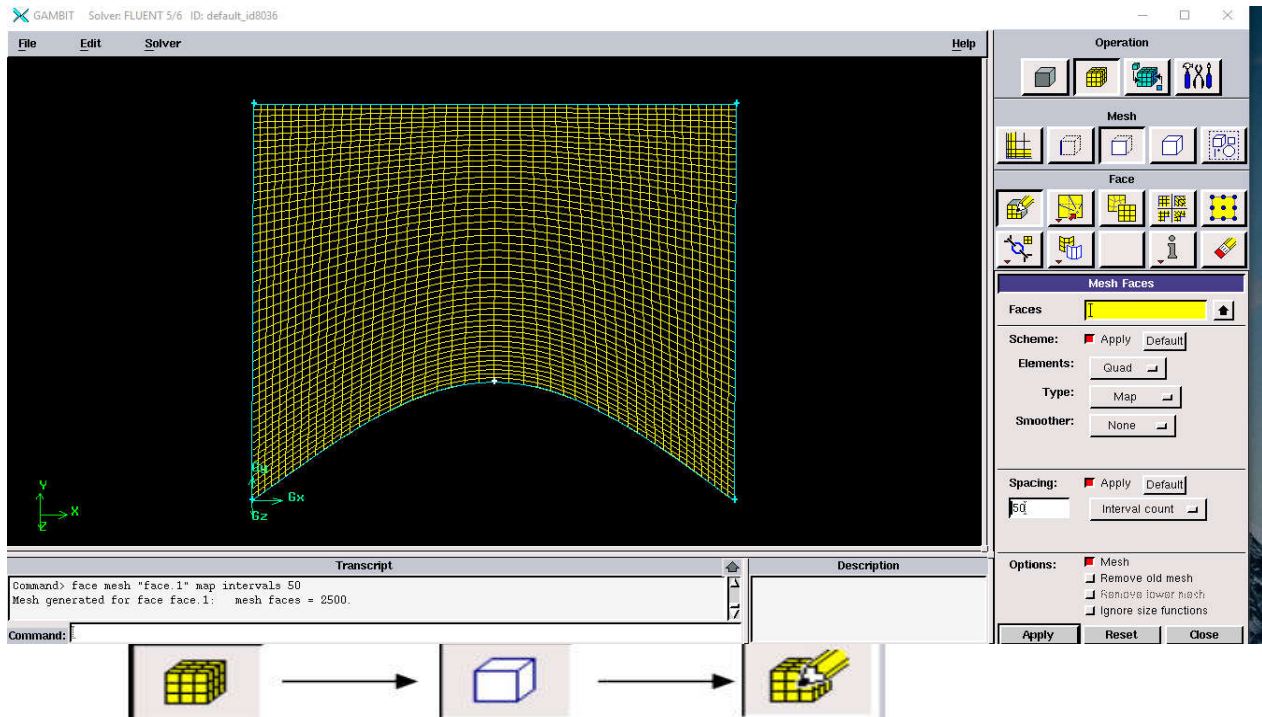 GAMBIT Solver: FLUENT 5/6 ID: default_id8036
File Edit Solver Help
Operation
Mesh
Face
Mesh Faces
Faces
Scheme: Apply Default
Elements: Quad
Type: Map
Smoother: None
Spacing: Apply Default
50 Interval count
Options: Mesh
Remove old mesh
Remove lower mesh
Ignore size functions
Apply Reset Close
Gy
Gx
Gz
Y
X
Z
Transcript
Command> face mesh "face.1" map intervals 50
Mesh generated for face face.1: mesh faces = 2500.
Command:
Description